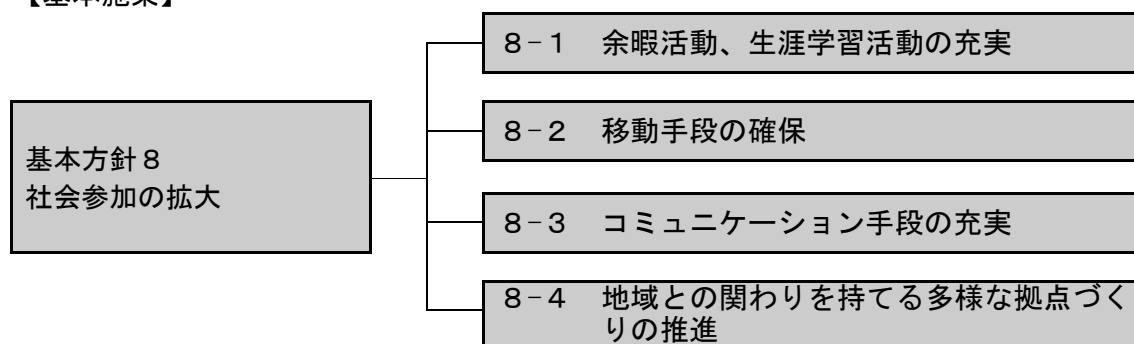 【基本施策】
８−１　余暇活動、生涯学習活動の充実
基本方針８
社会参加の拡大
８−２　移動手段の確保
８−３　コミュニケーション手段の充実
８−４　地域との関わりを持てる多様な拠点づく
りの推進